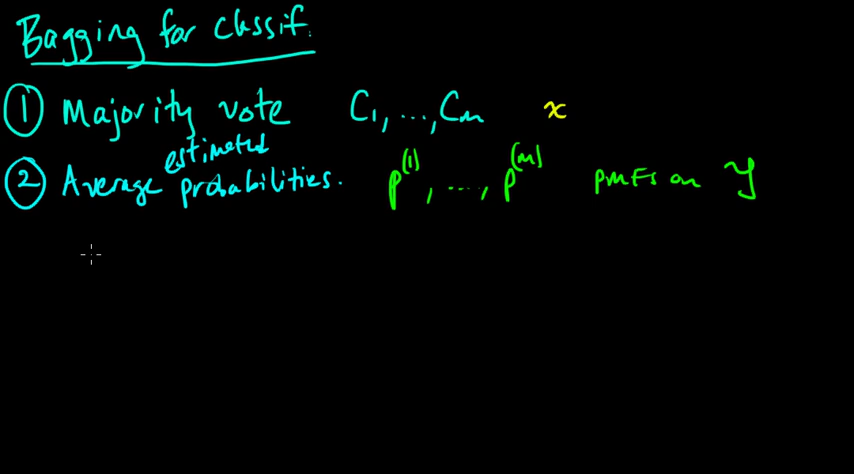 Bagging for classif.
① Majority vote C₁, ..., Cₘ x
② Average estimated probabilities. p⁽¹⁾, ..., p⁽ᵐ⁾ PMFs on Y